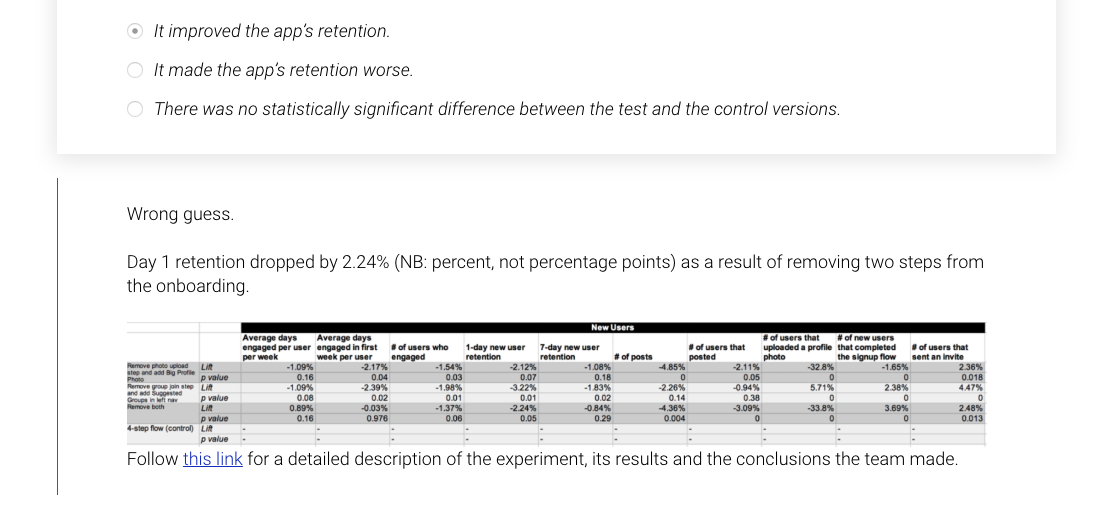 It improved the app's retention.
It made the app's retention worse.
There was no statistically significant difference between the test and the control versions.
Wrong guess.
Day 1 retention dropped by 2.24% (NB: percent, not percentage points) as a result of removing two steps from
the onboarding.
New Users
Average days engaged per user per week | Average days engaged in first week per user | # of users who engaged | 1-day new user retention | 7-day new user retention | # of posts | # of users that posted | # of users that uploaded a profile photo | # of new users that completed the signup flow | # of users that sent an invite
Remove photo upload step and add Big Profile Photo | Lift | -1.09% | -2.17% | -1.54% | -2.12% | -1.08% | -4.85% | -2.11% | -32.8% | -1.65% | 2.36%
p value | 0.16 | 0.04 | 0.03 | 0.07 | 0.18 | 0 | 0.05 | 0 | 0 | 0.018
Remove group join step and add Suggested Groups in left nav | Lift | -1.09% | -2.39% | -1.98% | -3.22% | -1.83% | -2.26% | -0.94% | 5.71% | 2.38% | 4.47%
p value | 0.08 | 0.02 | 0.01 | 0.01 | 0.02 | 0.14 | 0.38 | 0 | 0 | 0
Remove both | Lift | 0.89% | -0.03% | -1.37% | -2.24% | -0.84% | -4.36% | -3.09% | -33.8% | 3.69% | 2.48%
p value | 0.16 | 0.976 | 0.06 | 0.05 | 0.29 | 0.004 | 0 | 0 | 0 | 0.013
4-step flow (control) | Lift | - | - | - | - | - | - | - | - | - | -
p value | - | - | - | - | - | - | - | - | - | -
Follow this link for a detailed description of the experiment, its results and the conclusions the team made.